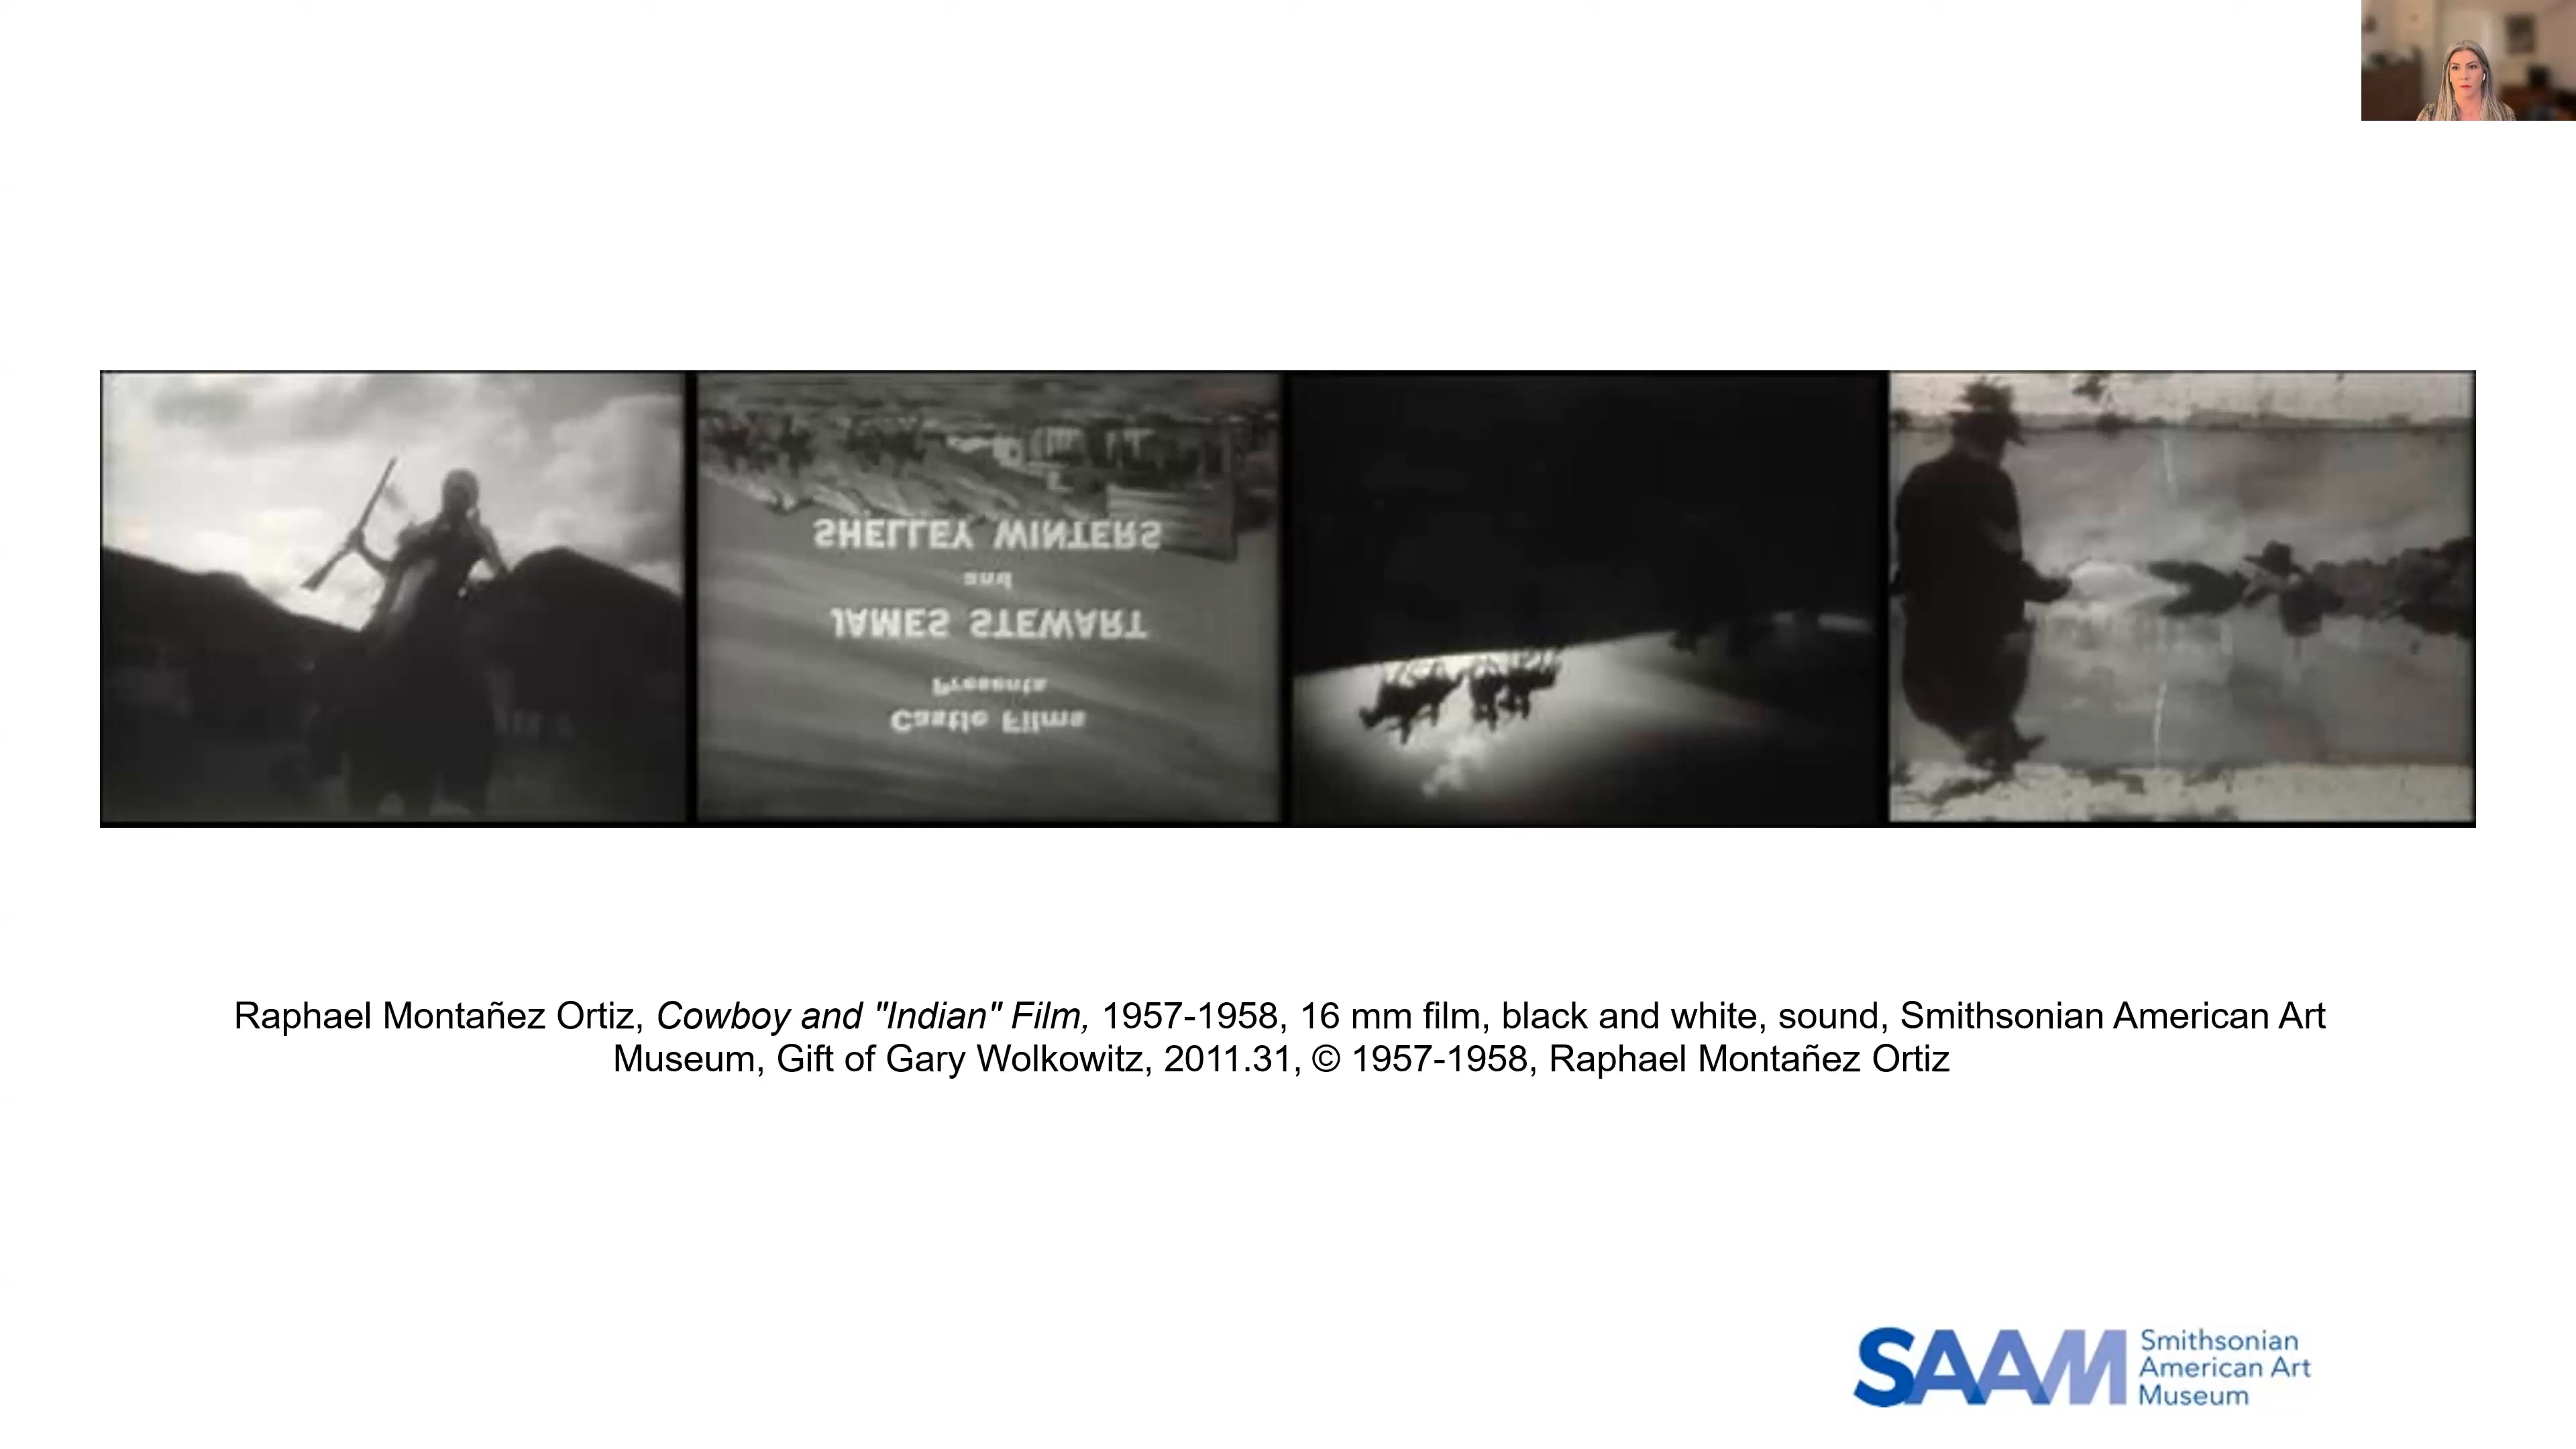 SHELLEY WINTERS
and
JAMES STEWART
Presents
Castle Films
Raphael Montañez Ortiz, Cowboy and "Indian" Film, 1957-1958, 16 mm film, black and white, sound, Smithsonian American Art
Museum, Gift of Gary Wolkowitz, 2011.31, © 1957-1958, Raphael Montañez Ortiz
SAAM
Smithsonian
American Art
Museum